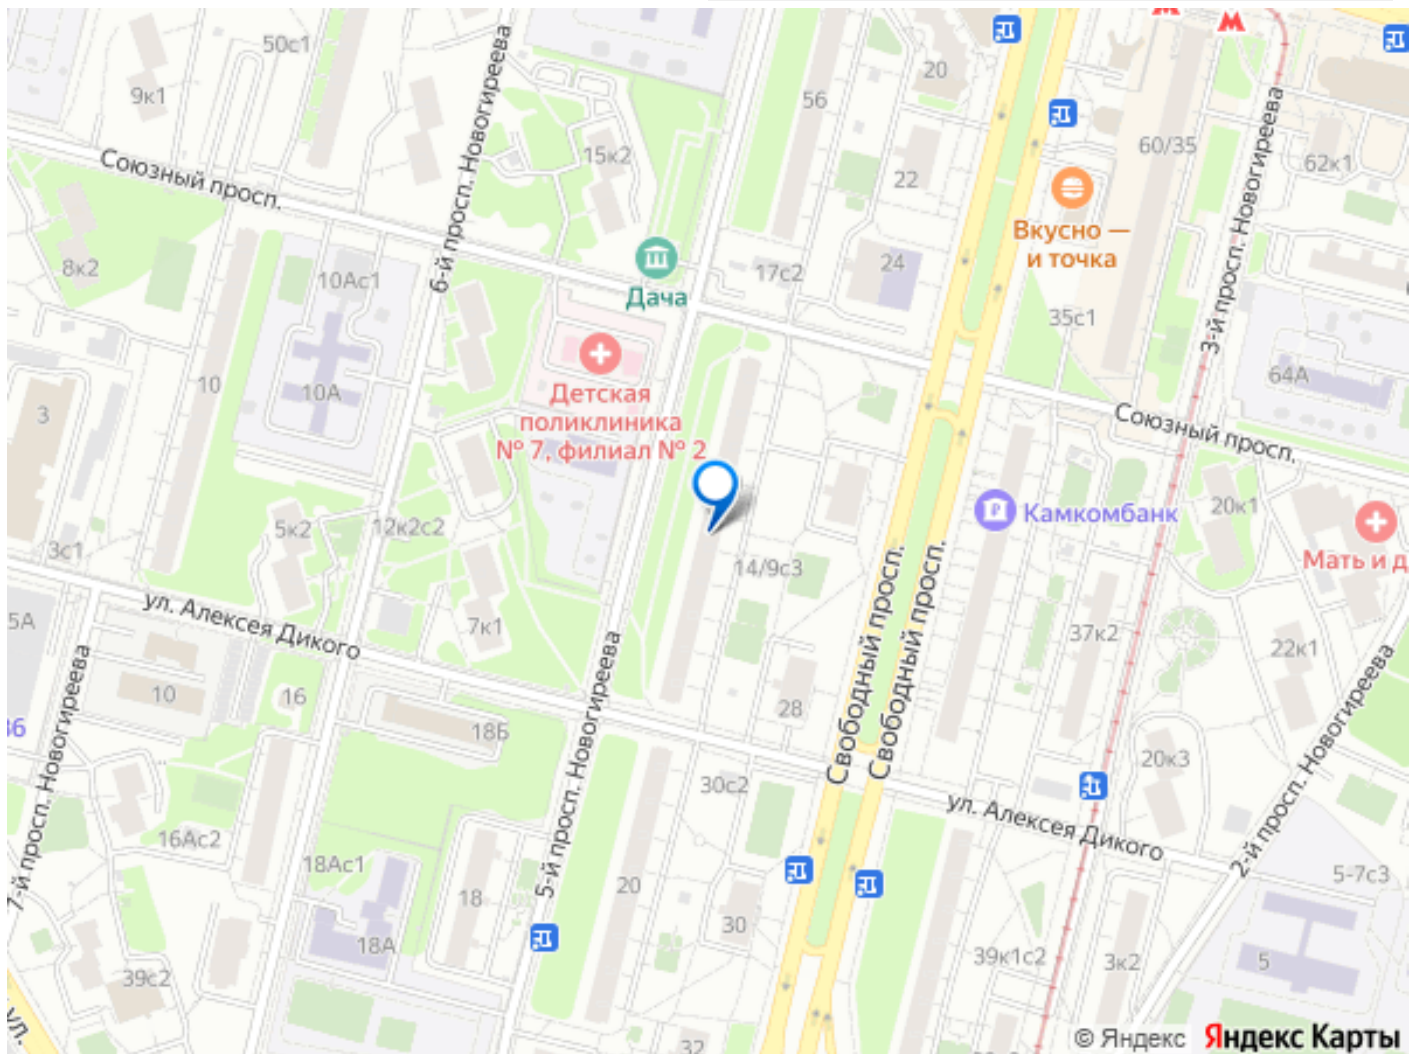 50с1
9к1
20
56
60/35
62к1
15к2
22
Союзный просп.
6-й просп. Новогиреева
3-й просп. Новогиреева
Вкусно —
и точка
8к2
10Ас1
Дача
17с2
24
35с1
10
10А
64А
3
Детская
поликлиника
№ 7, филиал № 2
Союзный просп.
3с1
5к2
12к2с2
Камкомбанк
20к1
Мать и д
14/9с3
ул. Алексея Дикого
5А
7к1
37к2
22к1
7-й просп. Новогиреева
10
16
5-й просп. Новогиреева
28
Свободный просп.
Свободный просп.
2-й просп. Новогиреева
36
18Б
30с2
20к3
ул. Алексея Дикого
16Ас2
18Ас1
18
20
30
5-7с3
18А
39с2
39к1с2
3к2
5
ул.
32
© Яндекс Яндекс Карты